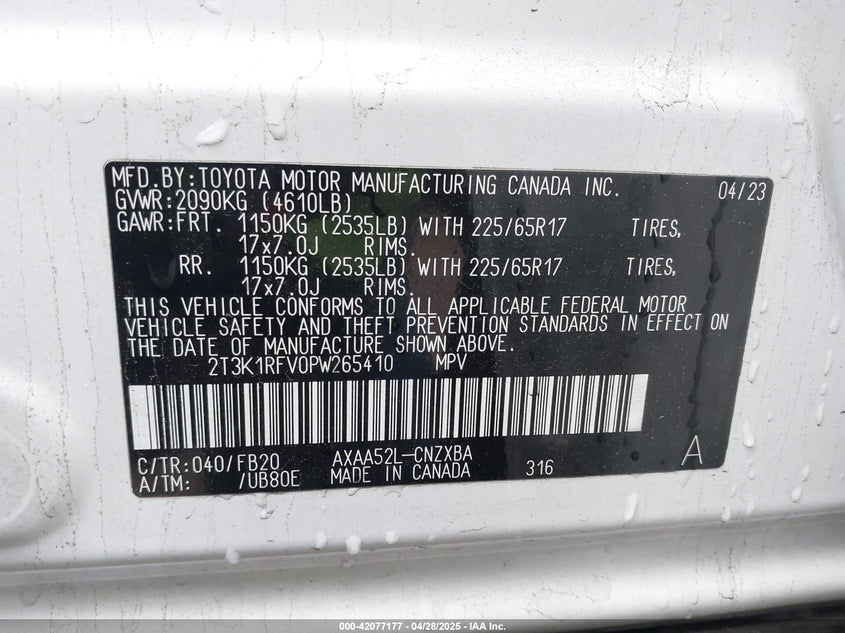 MFD.BY:TOYOTA MOTOR MANUFACTURING CANADA INC. 04/23
GVWR:2090KG (4610LB)
GAWR:FRT. 1150KG (2535LB) WITH 225/65R17 TIRES,
17x7.0J RIMS.
RR. 1150KG (2535LB) WITH 225/65R17 TIRES,
17x7.0J RIMS.
THIS VEHICLE CONFORMS TO ALL APPLICABLE FEDERAL MOTOR
VEHICLE SAFETY AND THEFT PREVENTION STANDARDS IN EFFECT ON
THE DATE OF MANUFACTURE SHOWN ABOVE.
2T3K1RFV0PW265410 MPV
C/TR:040/FB20 AXAA52L-CNZXBA
A/TM: /UB80E MADE IN CANADA 316 A
000-42077177 - 04/28/2025 - IAA Inc.